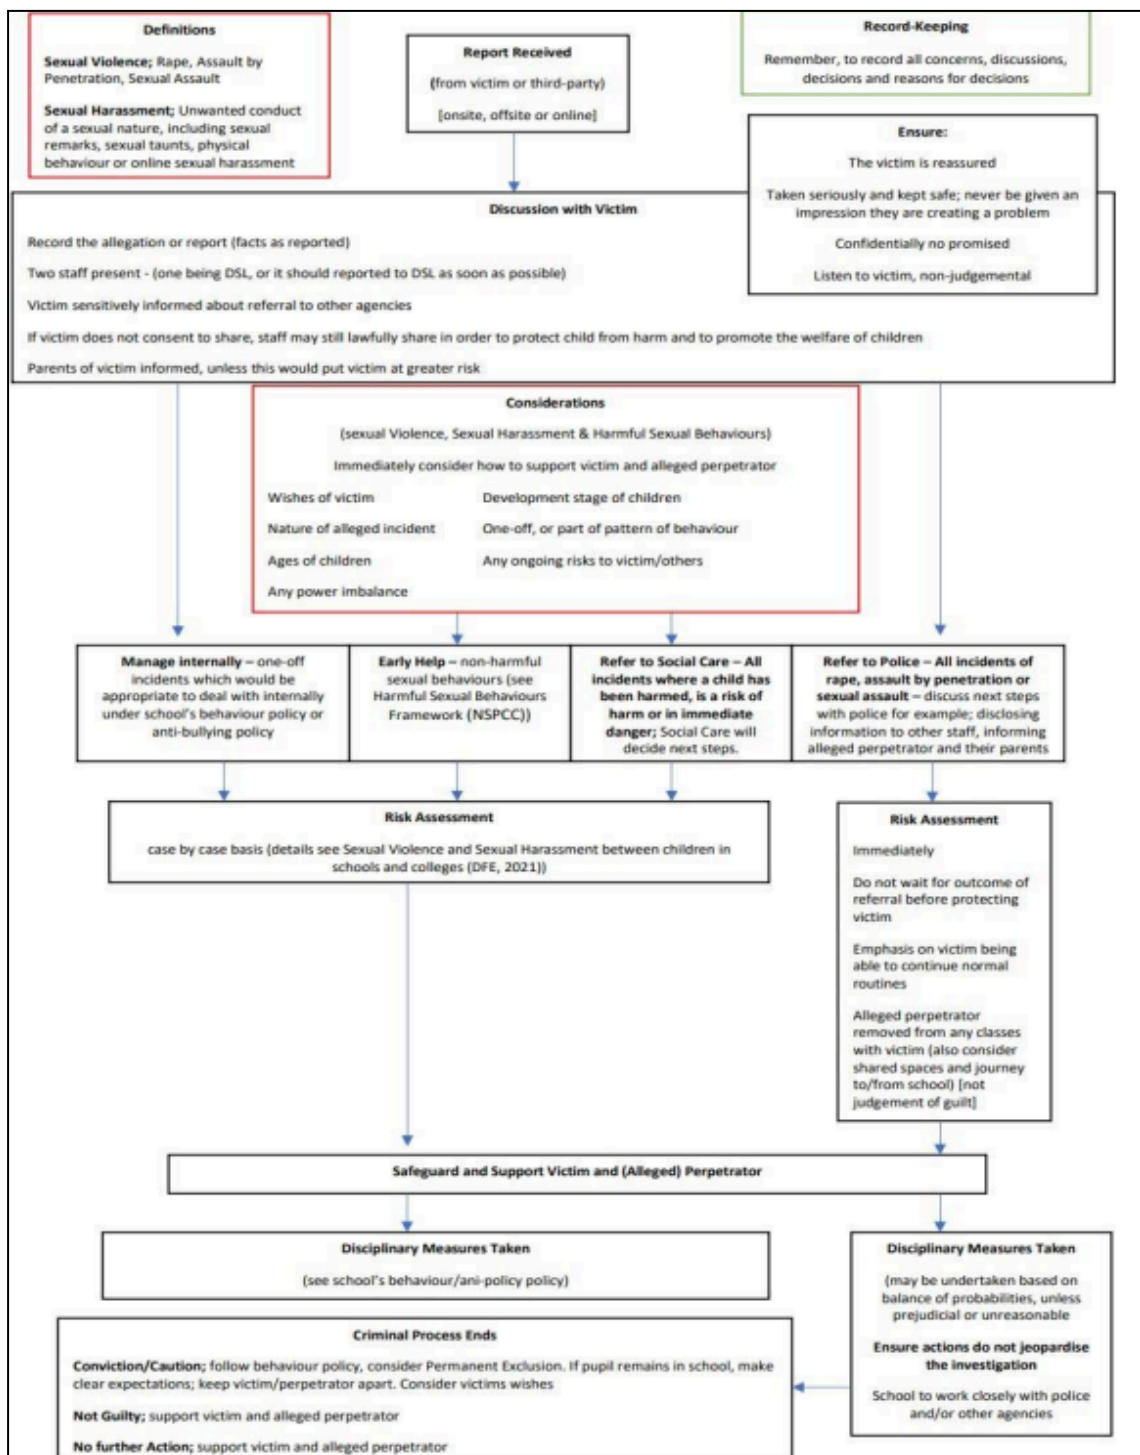 Definitions
Sexual Violence; Rape, Assault by
Penetration, Sexual Assault
Sexual Harassment; Unwanted conduct
of a sexual nature, including sexual
remarks, sexual taunts, physical
behaviour or online sexual harassment
Report Received
(from victim or third-party)
[onsite, offsite or online]
Record-Keeping
Remember, to record all concerns, discussions,
decisions and reasons for decisions
Ensure:
The victim is reassured
Taken seriously and kept safe; never be given an
impression they are creating a problem
Confidentially no promised
Listen to victim, non-judgemental
Discussion with Victim
Record the allegation or report (facts as reported)
Two staff present - (one being DSL, or it should reported to DSL as soon as possible)
Victim sensitively informed about referral to other agencies
If victim does not consent to share, staff may still lawfully share in order to protect child from harm and to promote the welfare of children
Parents of victim informed, unless this would put victim at greater risk
Considerations
(sexual Violence, Sexual Harassment & Harmful Sexual Behaviours)
Immediately consider how to support victim and alleged perpetrator
Wishes of victim
Development stage of children
Nature of alleged incident
One-off, or part of pattern of behaviour
Ages of children
Any ongoing risks to victim/others
Any power imbalance
Manage internally – one-off
incidents which would be
appropriate to deal with internally
under school's behaviour policy or
anti-bullying policy
Early Help – non-harmful
sexual behaviours (see
Harmful Sexual Behaviours
Framework (NSPCC))
Refer to Social Care – All
incidents where a child has
been harmed, is a risk of
harm or in immediate
danger; Social Care will
decide next steps.
Refer to Police – All incidents of
rape, assault by penetration or
sexual assault – discuss next steps
with police for example; disclosing
information to other staff, informing
alleged perpetrator and their parents
Risk Assessment
case by case basis (details see Sexual Violence and Sexual Harassment between children in
schools and colleges (DFE, 2021))
Risk Assessment
Immediately
Do not wait for outcome of
referral before protecting
victim
Emphasis on victim being
able to continue normal
routines
Alleged perpetrator
removed from any classes
with victim (also consider
shared spaces and journey
to/from school) [not
judgement of guilt]
Safeguard and Support Victim and (Alleged) Perpetrator
Disciplinary Measures Taken
(see school's behaviour/ani-policy policy)
Disciplinary Measures Taken
(may be undertaken based on
balance of probabilities, unless
prejudicial or unreasonable
Ensure actions do not jeopardise
the investigation
School to work closely with police
and/or other agencies
Criminal Process Ends
Conviction/Caution; follow behaviour policy, consider Permanent Exclusion. If pupil remains in school, make
clear expectations; keep victim/perpetrator apart. Consider victims wishes
Not Guilty; support victim and alleged perpetrator
No further Action; support victim and alleged perpetrator